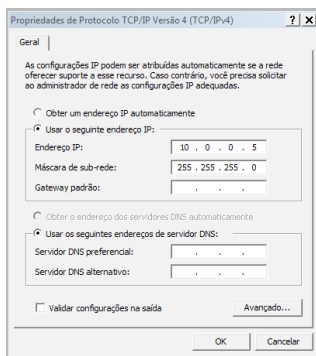 Propriedades de Protocolo TCP/IP Versão 4 (TCP/IPv4)
Geral
As configurações IP podem ser atribuídas automaticamente se a rede
oferecer suporte a esse recurso. Caso contrário, você precisa solicitar
ao administrador de rede as configurações IP adequadas.
Obter um endereço IP automaticamente
Usar o seguinte endereço IP:
Endereço IP: 10 . 0 . 0 . 5
Máscara de sub-rede: 255 . 255 . 255 . 0
Gateway padrão: . . .
Obter o endereço dos servidores DNS automaticamente
Usar os seguintes endereços de servidor DNS:
Servidor DNS preferencial: . . .
Servidor DNS alternativo: . . .
Validar configurações na saída Avançado...
OK Cancelar